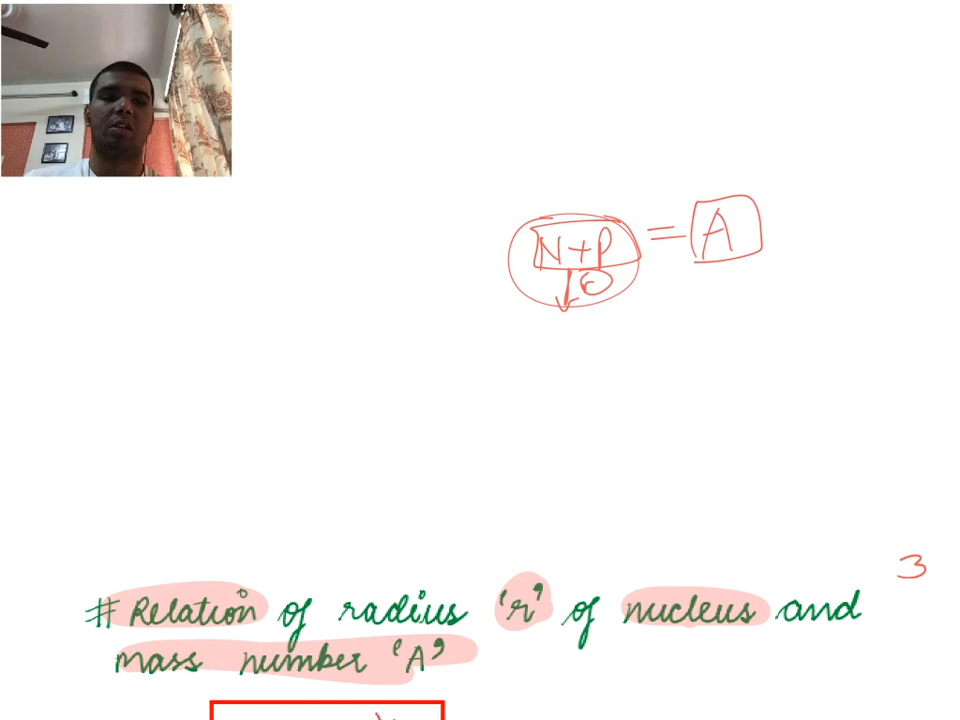 N+P = A
e
3
# Relation of radius 'r' of nucleus and
mass number 'A'